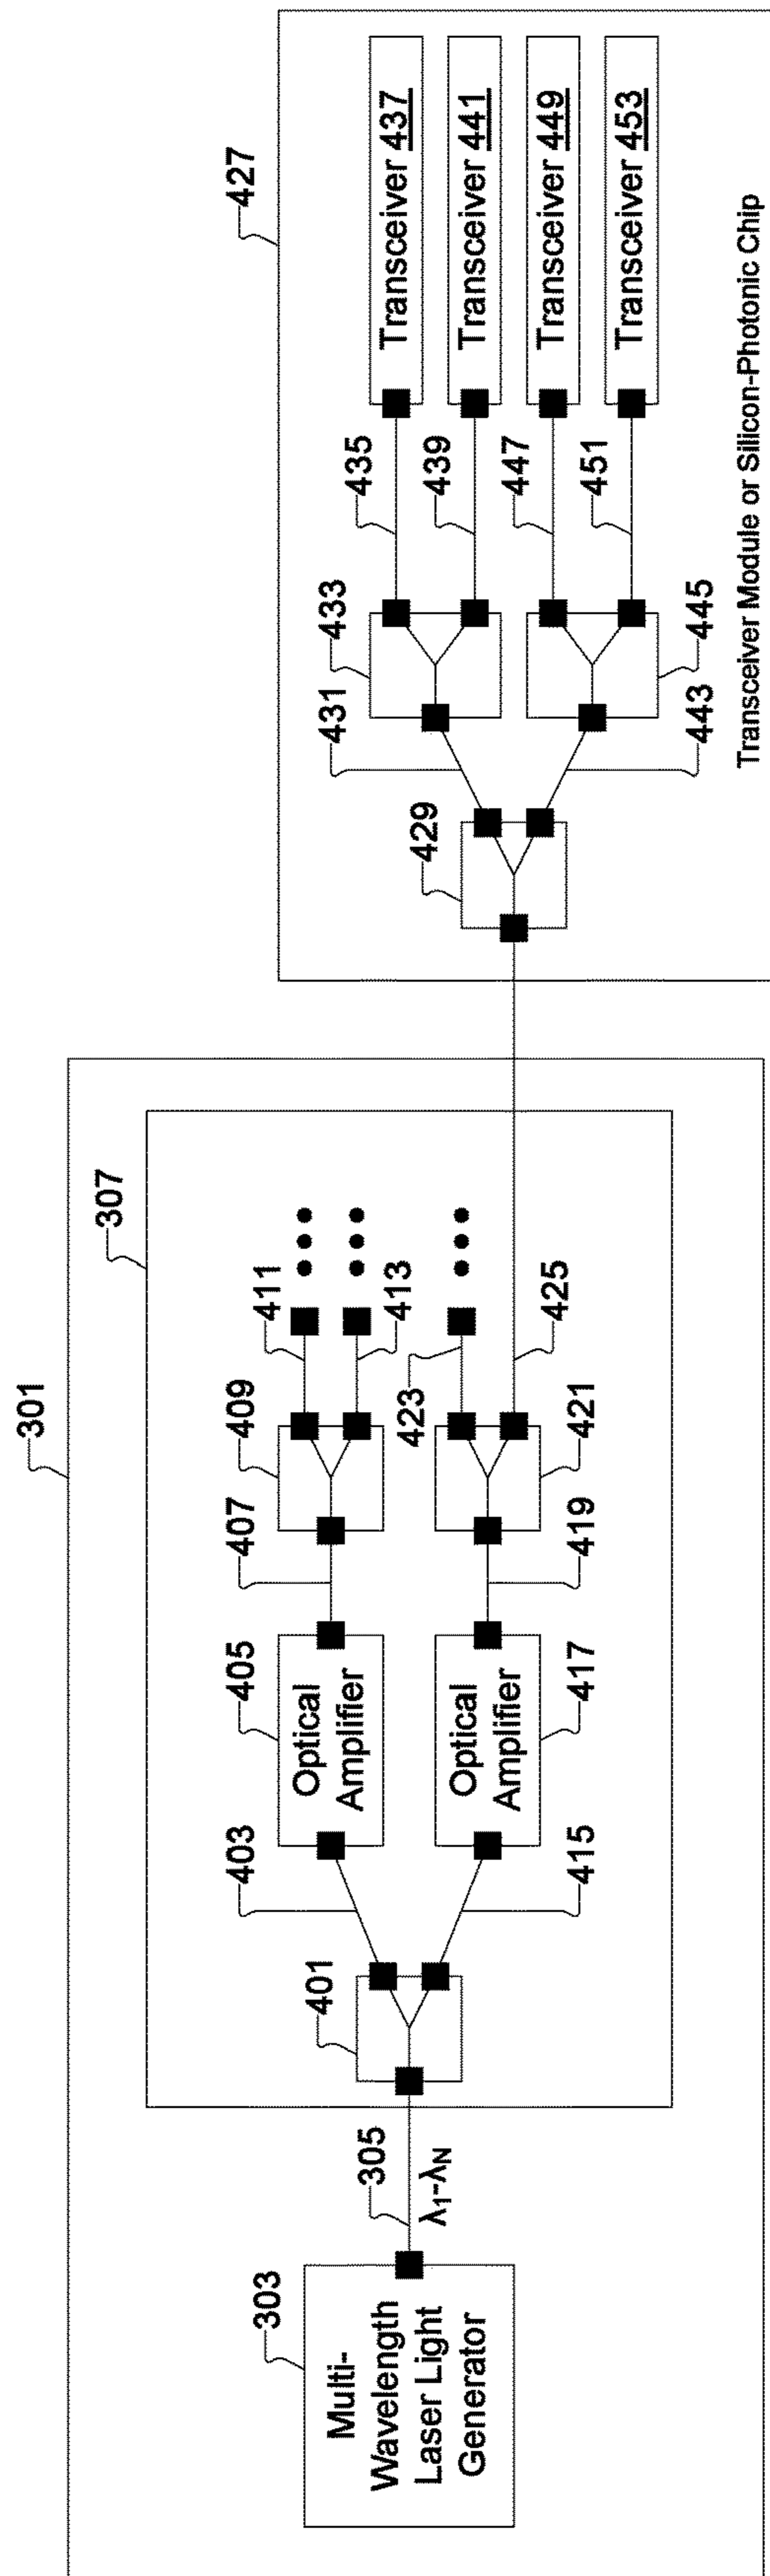 301
303
Multi-
Wavelength
Laser Light
Generator
305
λ1-λN
307
401
403
405
Optical
Amplifier
407
409
411
413
415
417
Optical
Amplifier
419
421
423
425
427
429
431
433
435
Transceiver 437
439
Transceiver 441
443
445
447
Transceiver 449
451
Transceiver 453
Transceiver Module or Silicon-Photonic Chip